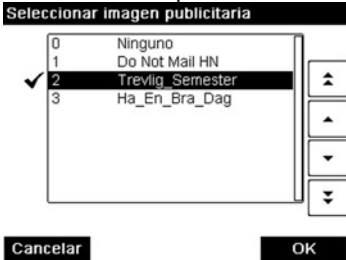 Seleccionar imagen publicitaria
0 Ninguno
1 Do Not Mail HN
2 Trevlig_Semester
3 Ha_En_Bra_Dag
Cancelar OK